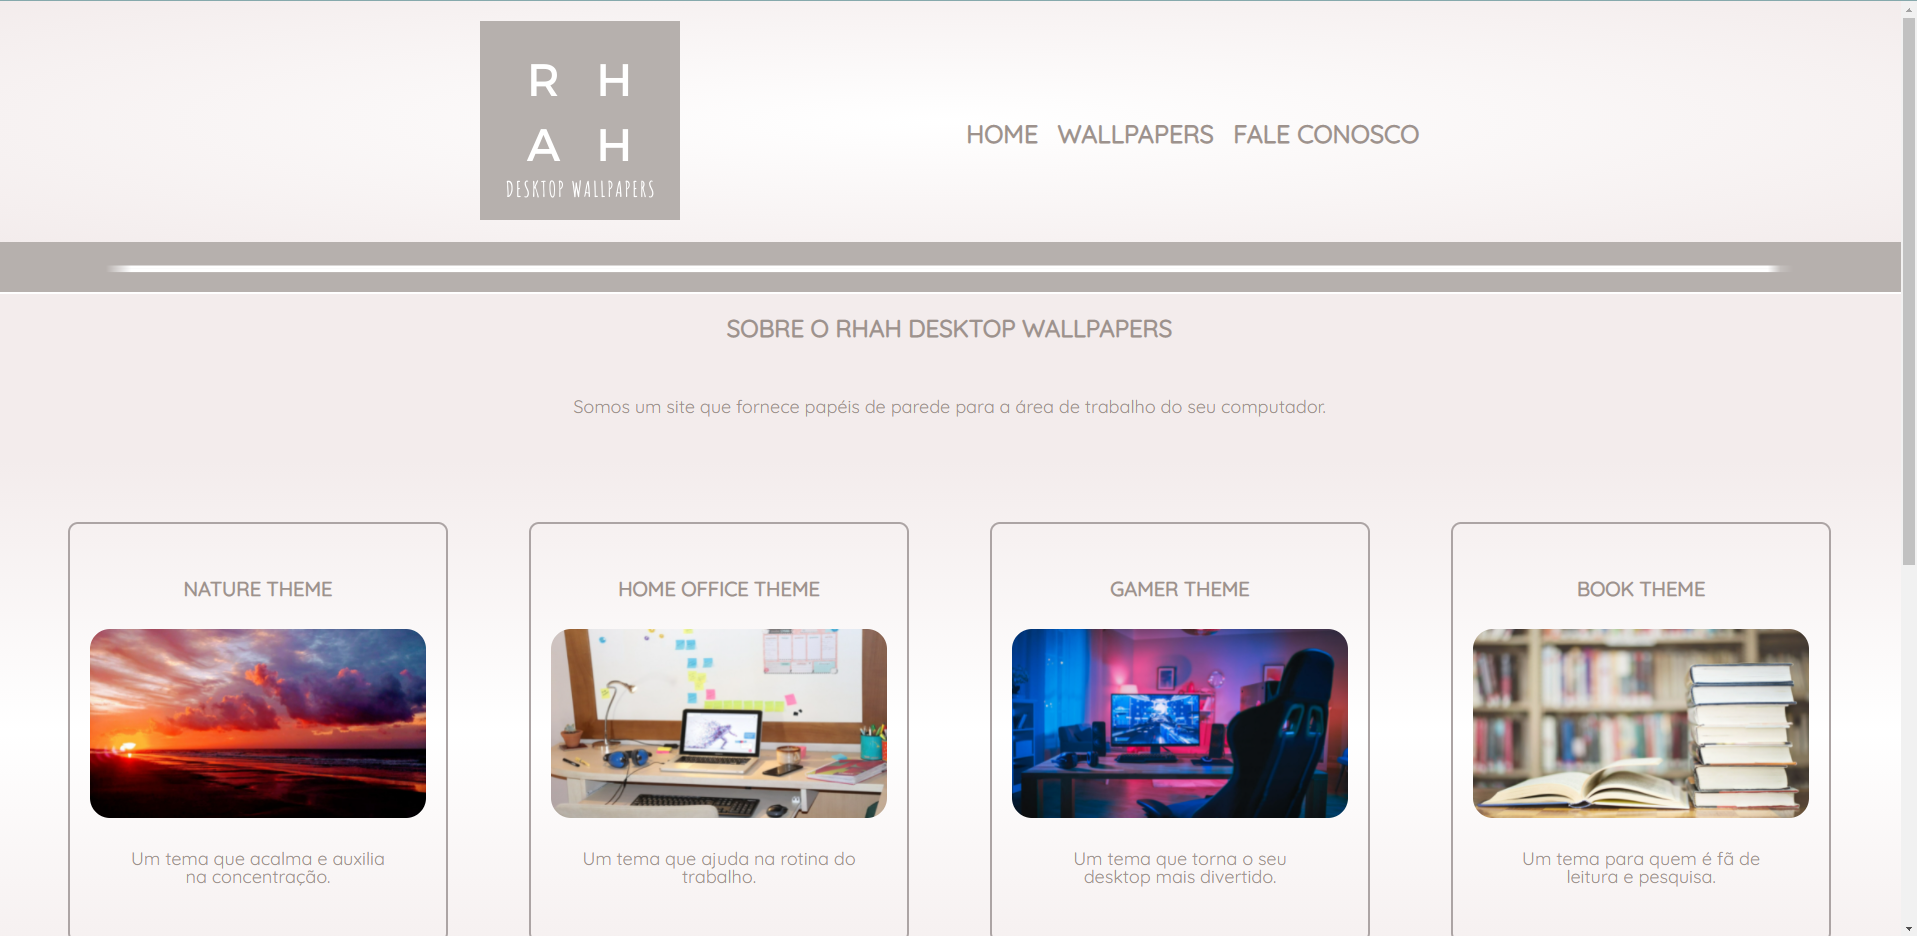 R H
A H
DESKTOP WALLPAPERS
HOME WALLPAPERS FALE CONOSCO
SOBRE O RHAH DESKTOP WALLPAPERS
Somos um site que fornece papéis de parede para a área de trabalho do seu computador.
NATURE THEME
Um tema que acalma e auxilia
na concentração.
HOME OFFICE THEME
Um tema que ajuda na rotina do
trabalho.
GAMER THEME
Um tema que torna o seu
desktop mais divertido.
BOOK THEME
Um tema para quem é fã de
leitura e pesquisa.